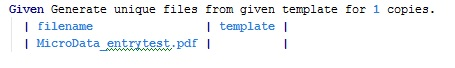 Given Generate unique files from given template for 1 copies.
| filename | template |
| MicroData_entrytest.pdf | |